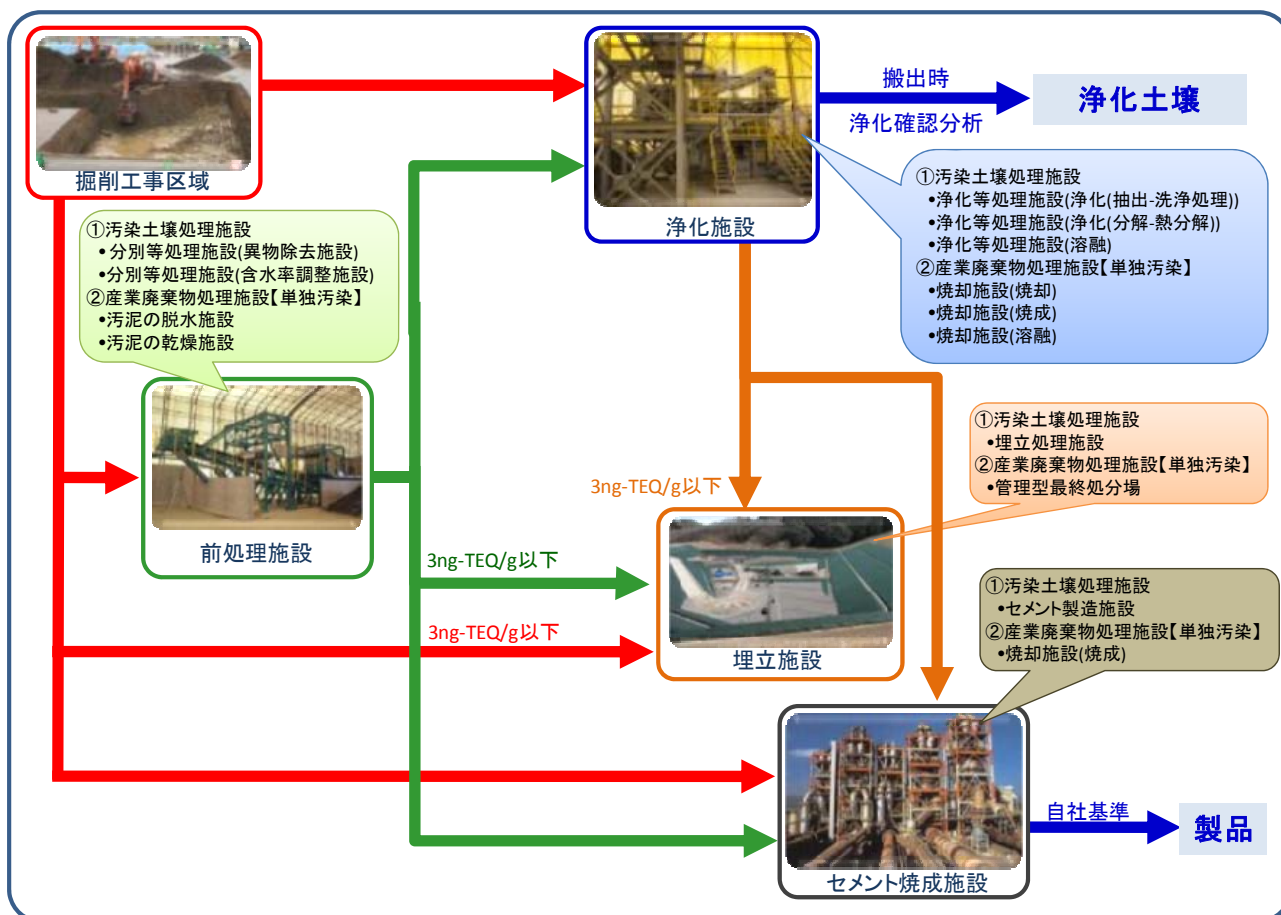 掘削工事区域
①汚染土壌処理施設
•分別等処理施設(異物除去施設)
•分別等処理施設(含水率調整施設)
②産業廃棄物処理施設【単独汚染】
•汚泥の脱水施設
•汚泥の乾燥施設
前処理施設
浄化施設
搬出時
浄化確認分析
浄化土壌
①汚染土壌処理施設
•浄化等処理施設(浄化(抽出-洗浄処理))
•浄化等処理施設(浄化(分解-熱分解))
•浄化等処理施設(溶融)
②産業廃棄物処理施設【単独汚染】
•焼却施設(焼却)
•焼却施設(焼成)
•焼却施設(溶融)
3ng-TEQ/g以下
3ng-TEQ/g以下
3ng-TEQ/g以下
埋立施設
①汚染土壌処理施設
•埋立処理施設
②産業廃棄物処理施設【単独汚染】
•管理型最終処分場
①汚染土壌処理施設
•セメント製造施設
②産業廃棄物処理施設【単独汚染】
•焼却施設(焼成)
セメント焼成施設
自社基準
製品